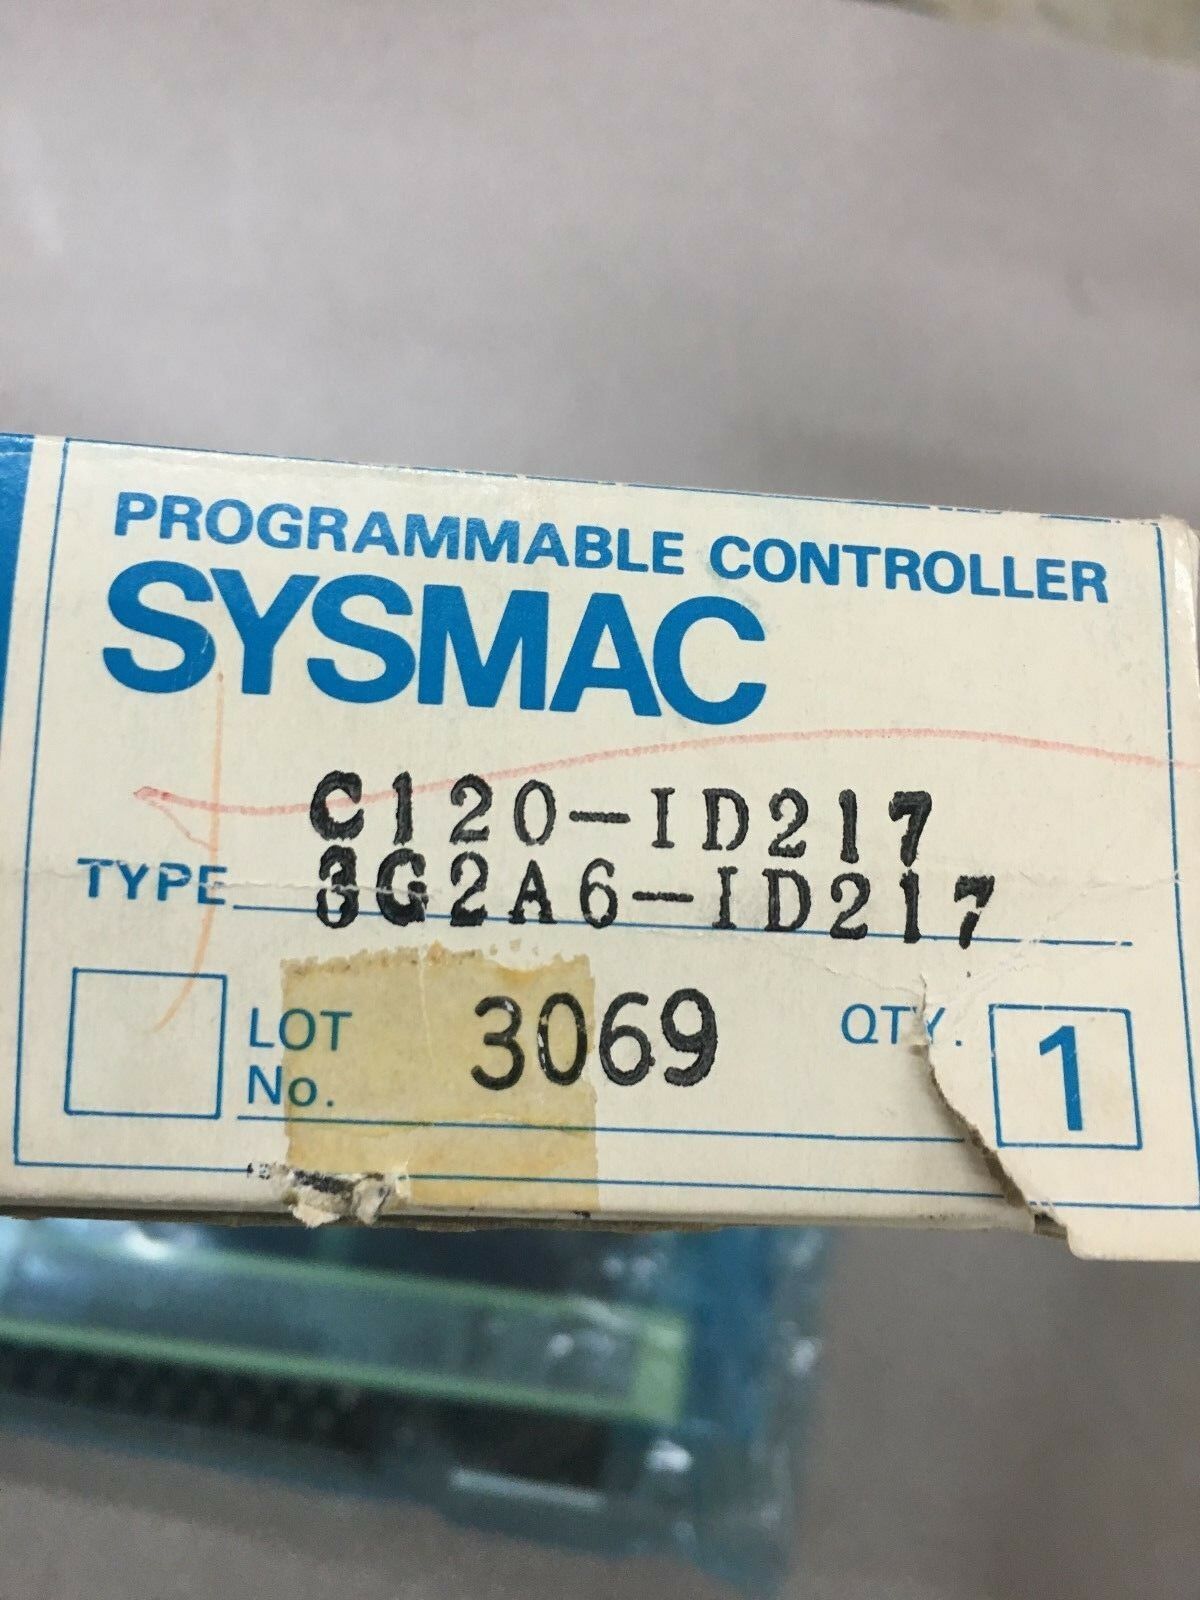 PROGRAMMABLE CONTROLLER
SYSMAC
C120-ID217
TYPE 3G2A6-ID217
LOT No. 3069 QTY. 1